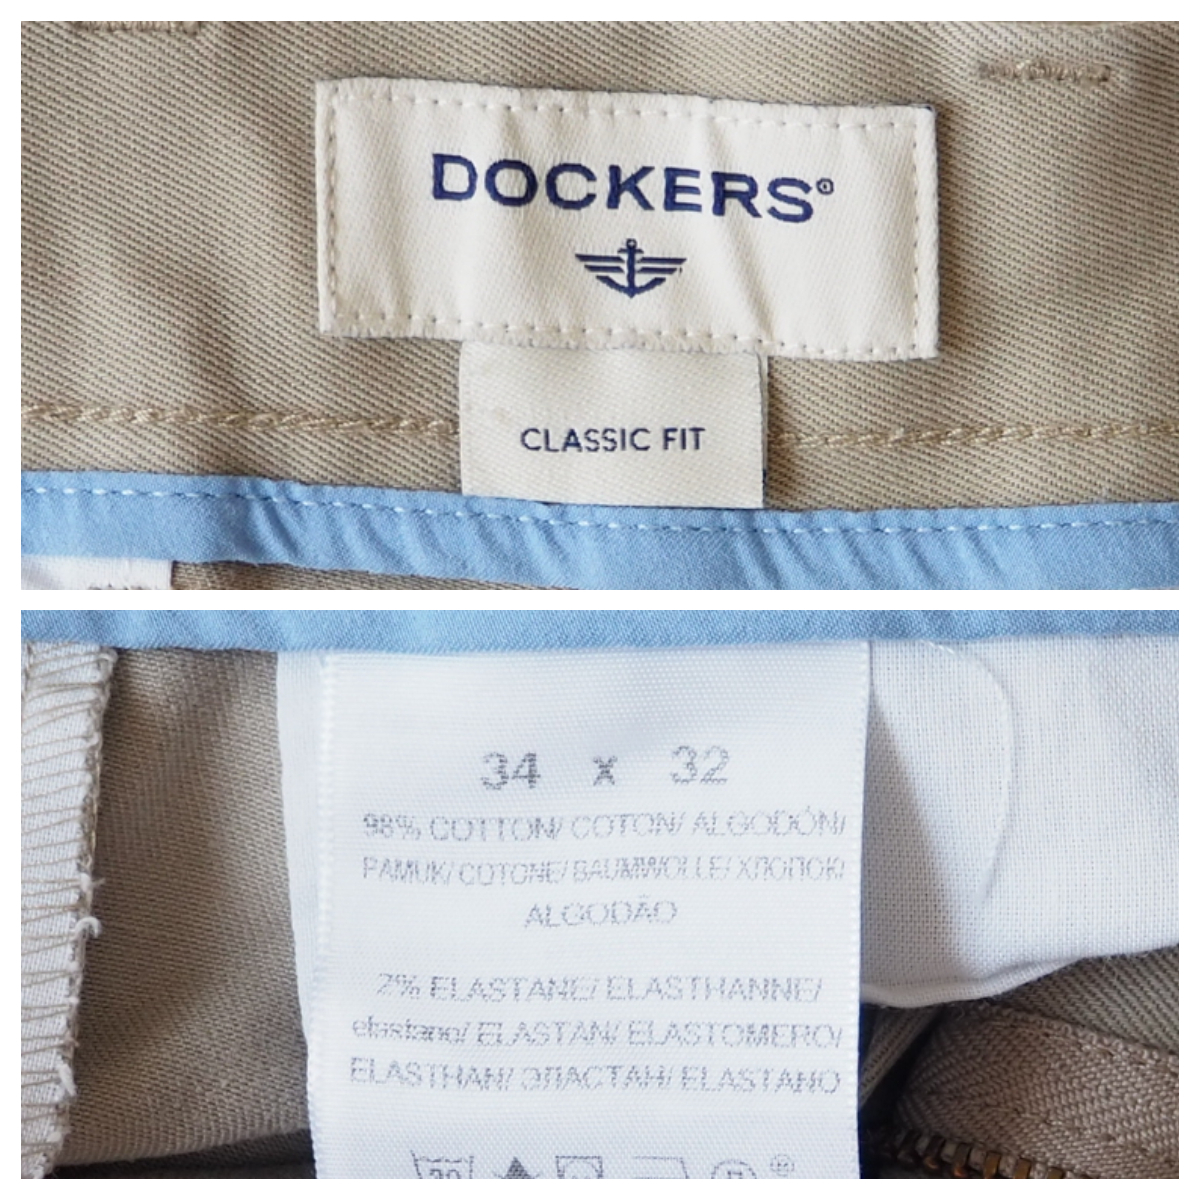 DOCKERS®
CLASSIC FIT
34 x 32
98% COTTON/ COTON/ ALGODÓN/
PAMUK/ COTONE/ BAUMWOLLE/ ХЛОПОК/
ALGODÃO
2% ELASTANE/ ELASTHANNE/
elastano/ ELASTAN/ ELASTOMERO/
ELASTHAN/ ЭЛАСТАН/ ELASTANO
30
P ®